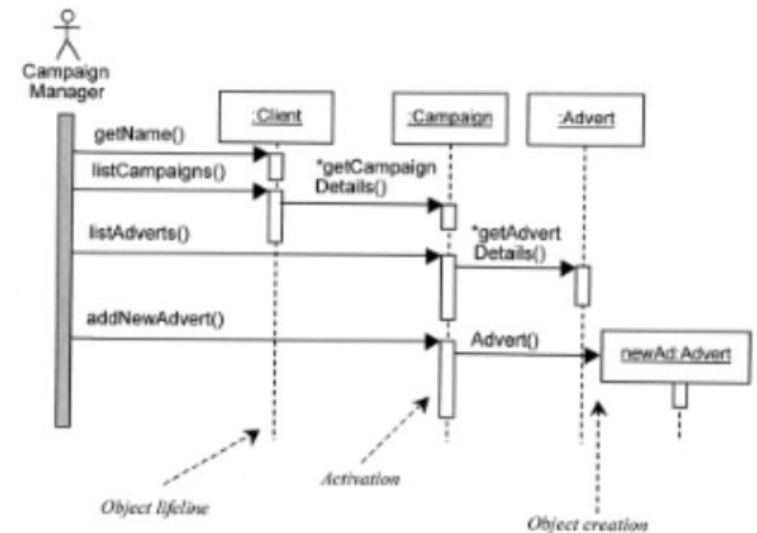 Campaign
Manager
:Client
:Campaign
:Advert
getName()
listCampaigns()
*getCampaign
Details()
listAdverts()
*getAdvert
Details()
addNewAdvert()
Advert()
newAd:Advert
Object lifeline
Activation
Object creation